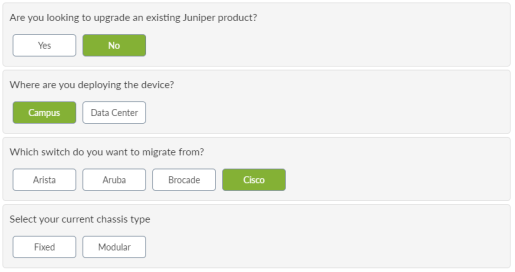 Are you looking to upgrade an existing Juniper product?
Yes No
Where are you deploying the device?
Campus Data Center
Which switch do you want to migrate from?
Arista Aruba Brocade Cisco
Select your current chassis type
Fixed Modular